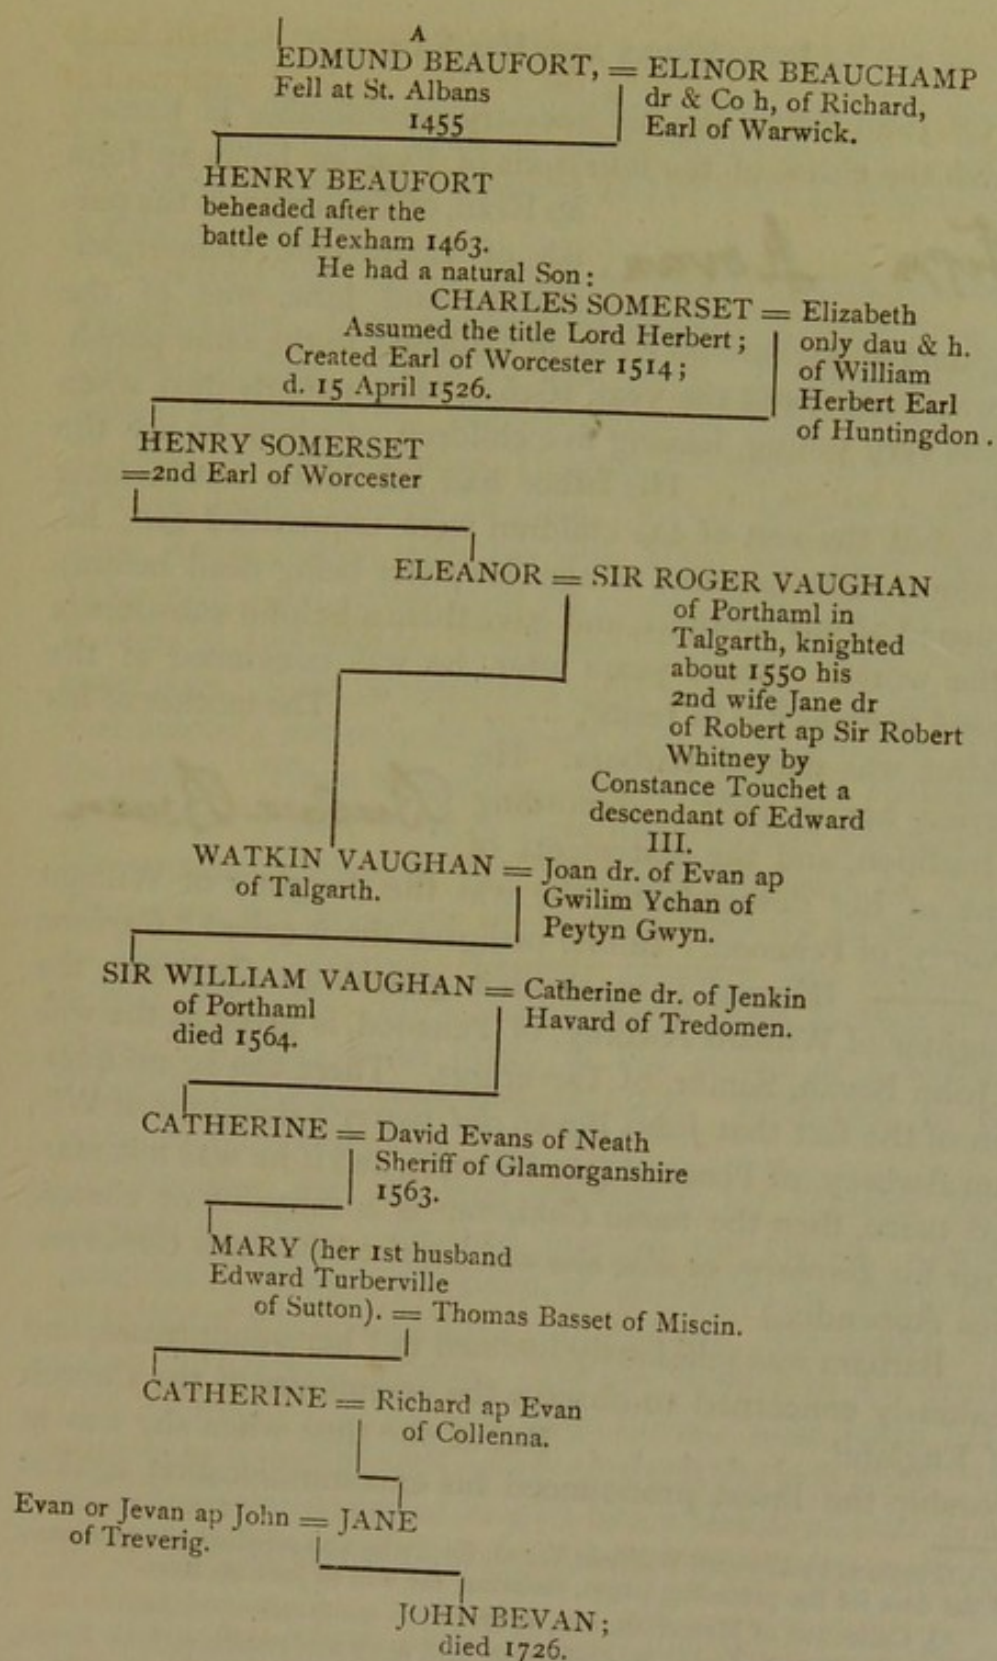 A
EDMUND BEAUFORT, = ELINOR BEAUCHAMP
Fell at St. Albans
1455
dr & Co h, of Richard,
Earl of Warwick.
HENRY BEAUFORT
beheaded after the
battle of Hexham 1463.
He had a natural Son:
CHARLES SOMERSET = Elizabeth
Assumed the title Lord Herbert;
Created Earl of Worcester 1514;
d. 15 April 1526.
only dau & h.
of William
Herbert Earl
of Huntingdon.
HENRY SOMERSET
=2nd Earl of Worcester
ELEANOR = SIR ROGER VAUGHAN
of Porthaml in
Talgarth, knighted
about 1550 his
2nd wife Jane dr
of Robert ap Sir Robert
Whitney by
Constance Touchet a
descendant of Edward
III.
WATKIN VAUGHAN = Joan dr. of Evan ap
of Talgarth.
Gwilim Ychan of
Peytyn Gwyn.
SIR WILLIAM VAUGHAN = Catherine dr. of Jenkin
of Porthaml
died 1564.
Havard of Tredomen.
CATHERINE = David Evans of Neath
Sheriff of Glamorganshire
1563.
MARY (her 1st husband
Edward Turberville
of Sutton). = Thomas Basset of Miscin.
CATHERINE = Richard ap Evan
of Collenna.
Evan or Jevan ap John = JANE
of Treverig.
JOHN BEVAN;
died 1726.